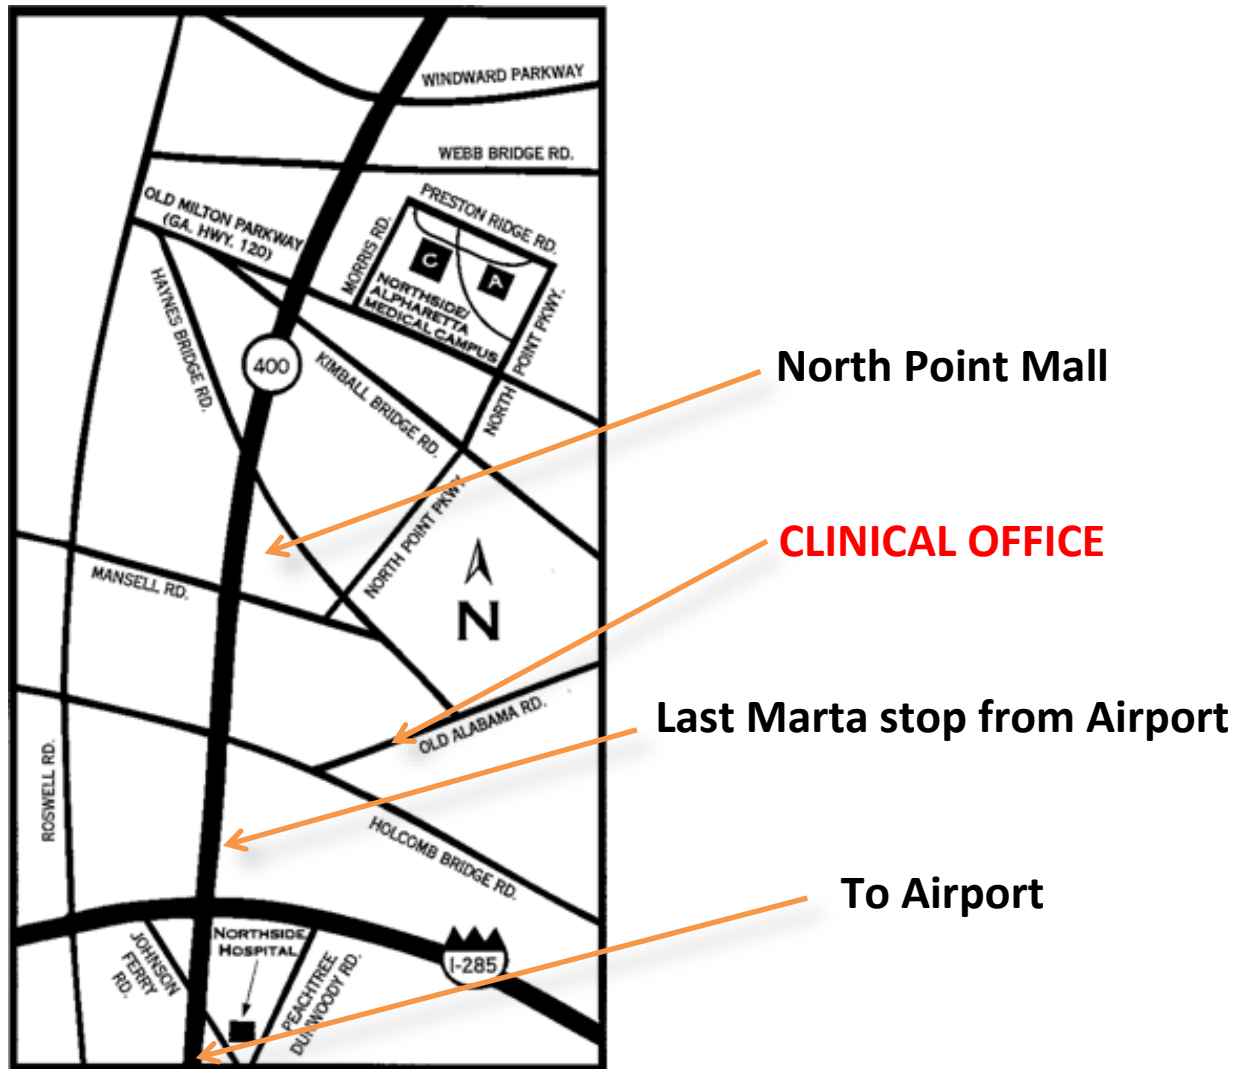 WINDWARD PARKWAY
WEBB BRIDGE RD.
PRESTON RIDGE RD.
OLD MILTON PARKWAY
(GA. HWY. 120)
MORRIS RD.
C
A
NORTHSIDE/
ALPHARETTA
MEDICAL CAMPUS
HAYNES BRIDGE RD.
400
KIMBALL BRIDGE RD.
NORTH POINT PKWY.
North Point Mall
NORTH POINT PKWY.
CLINICAL OFFICE
MANSELL RD.
N
Last Marta stop from Airport
OLD ALABAMA RD.
ROSWELL RD.
HOLCOMB BRIDGE RD.
To Airport
JOHNSON
FERRY
RD.
NORTHSIDE
HOSPITAL
PEACHTREE
DUNWOODY RD.
I-285